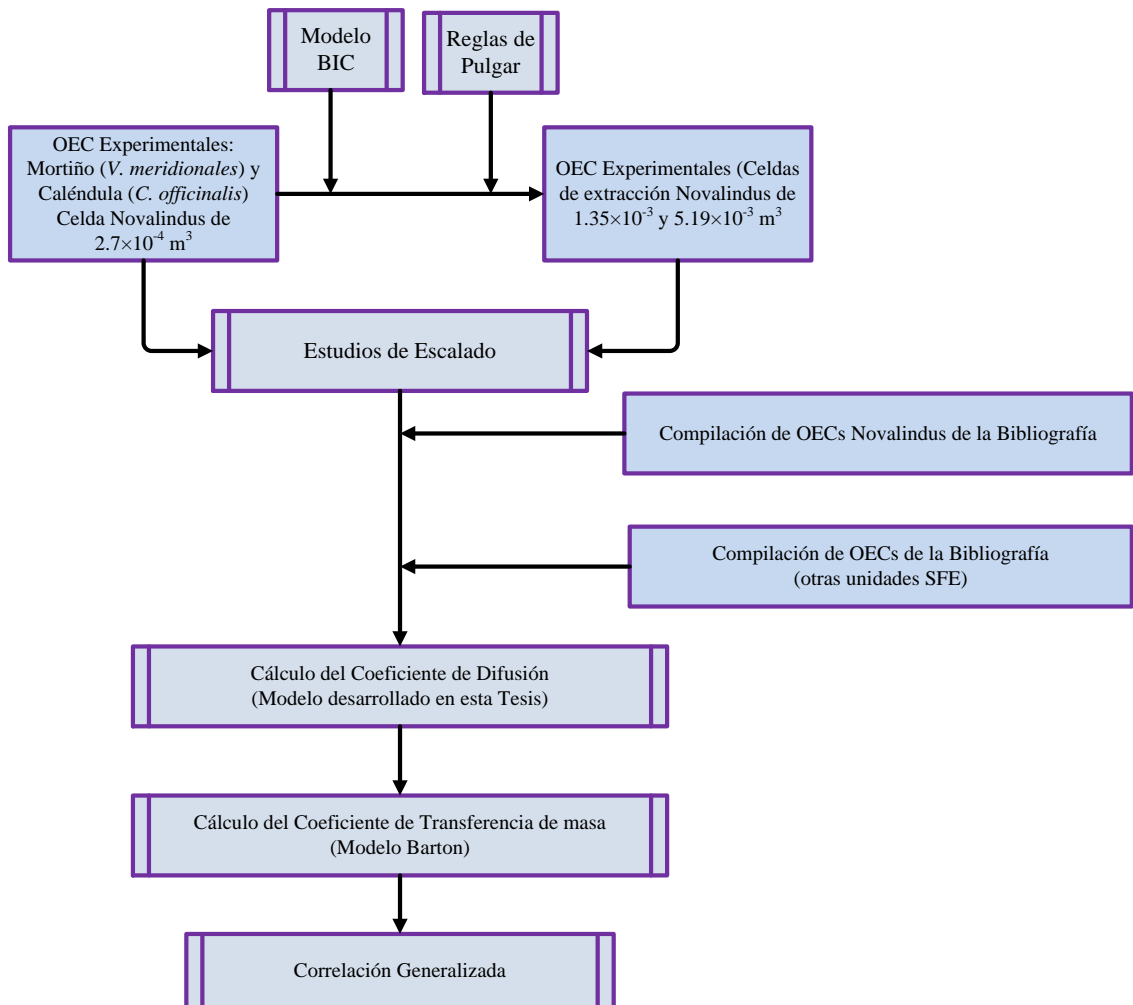 Modelo
BIC
Reglas de
Pulgar
OEC Experimentales:
Mortiño (V. meridionales) y
Caléndula (C. officinalis)
Celda Novalindus de
2.7×10⁻⁴ m³
OEC Experimentales (Celdas
de extracción Novalindus de
1.35×10⁻³ y 5.19×10⁻³ m³
Estudios de Escalado
Compilación de OECs Novalindus de la Bibliografía
Compilación de OECs de la Bibliografía
(otras unidades SFE)
Cálculo del Coeficiente de Difusión
(Modelo desarrollado en esta Tesis)
Cálculo del Coeficiente de Transferencia de masa
(Modelo Barton)
Correlación Generalizada